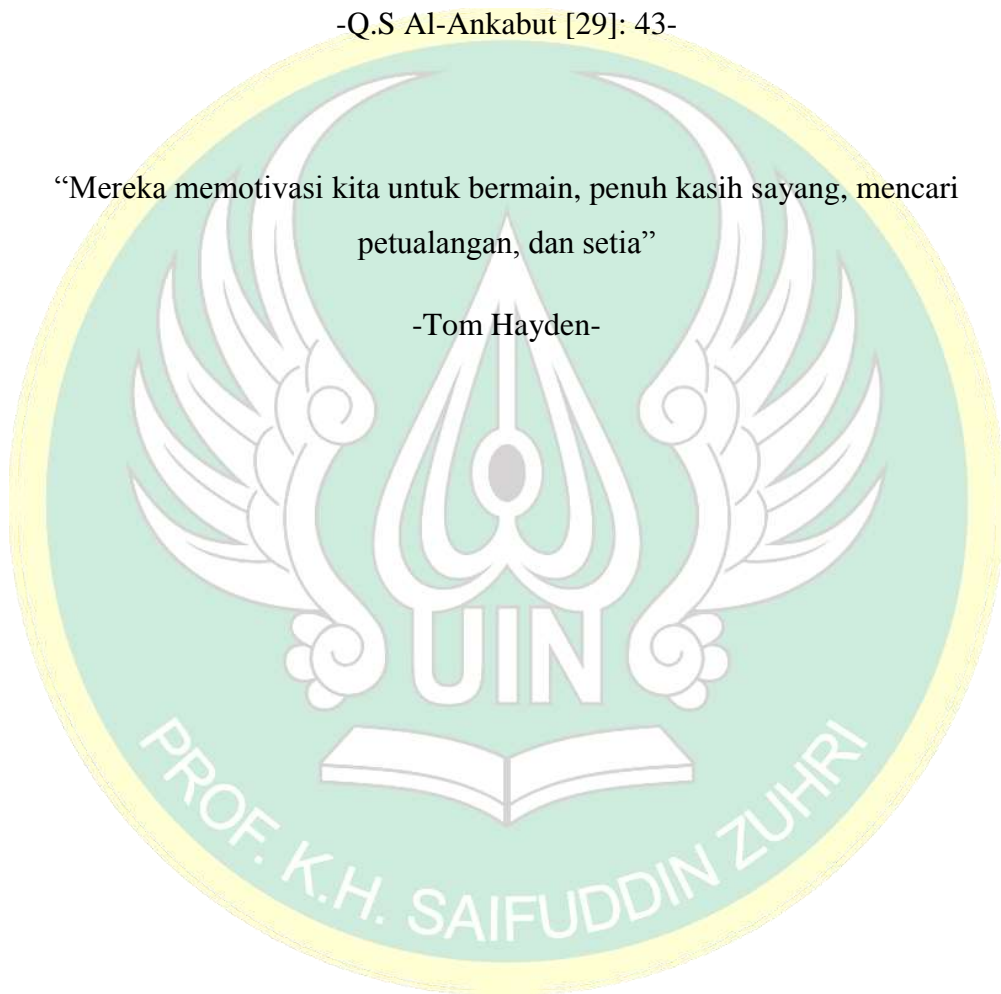 -Q.S Al-Ankabut [29]: 43-
“Mereka memotivasi kita untuk bermain, penuh kasih sayang, mencari
petualangan, dan setia”
-Tom Hayden-
UIN
PROF. K.H. SAIFUDDIN ZUHRI